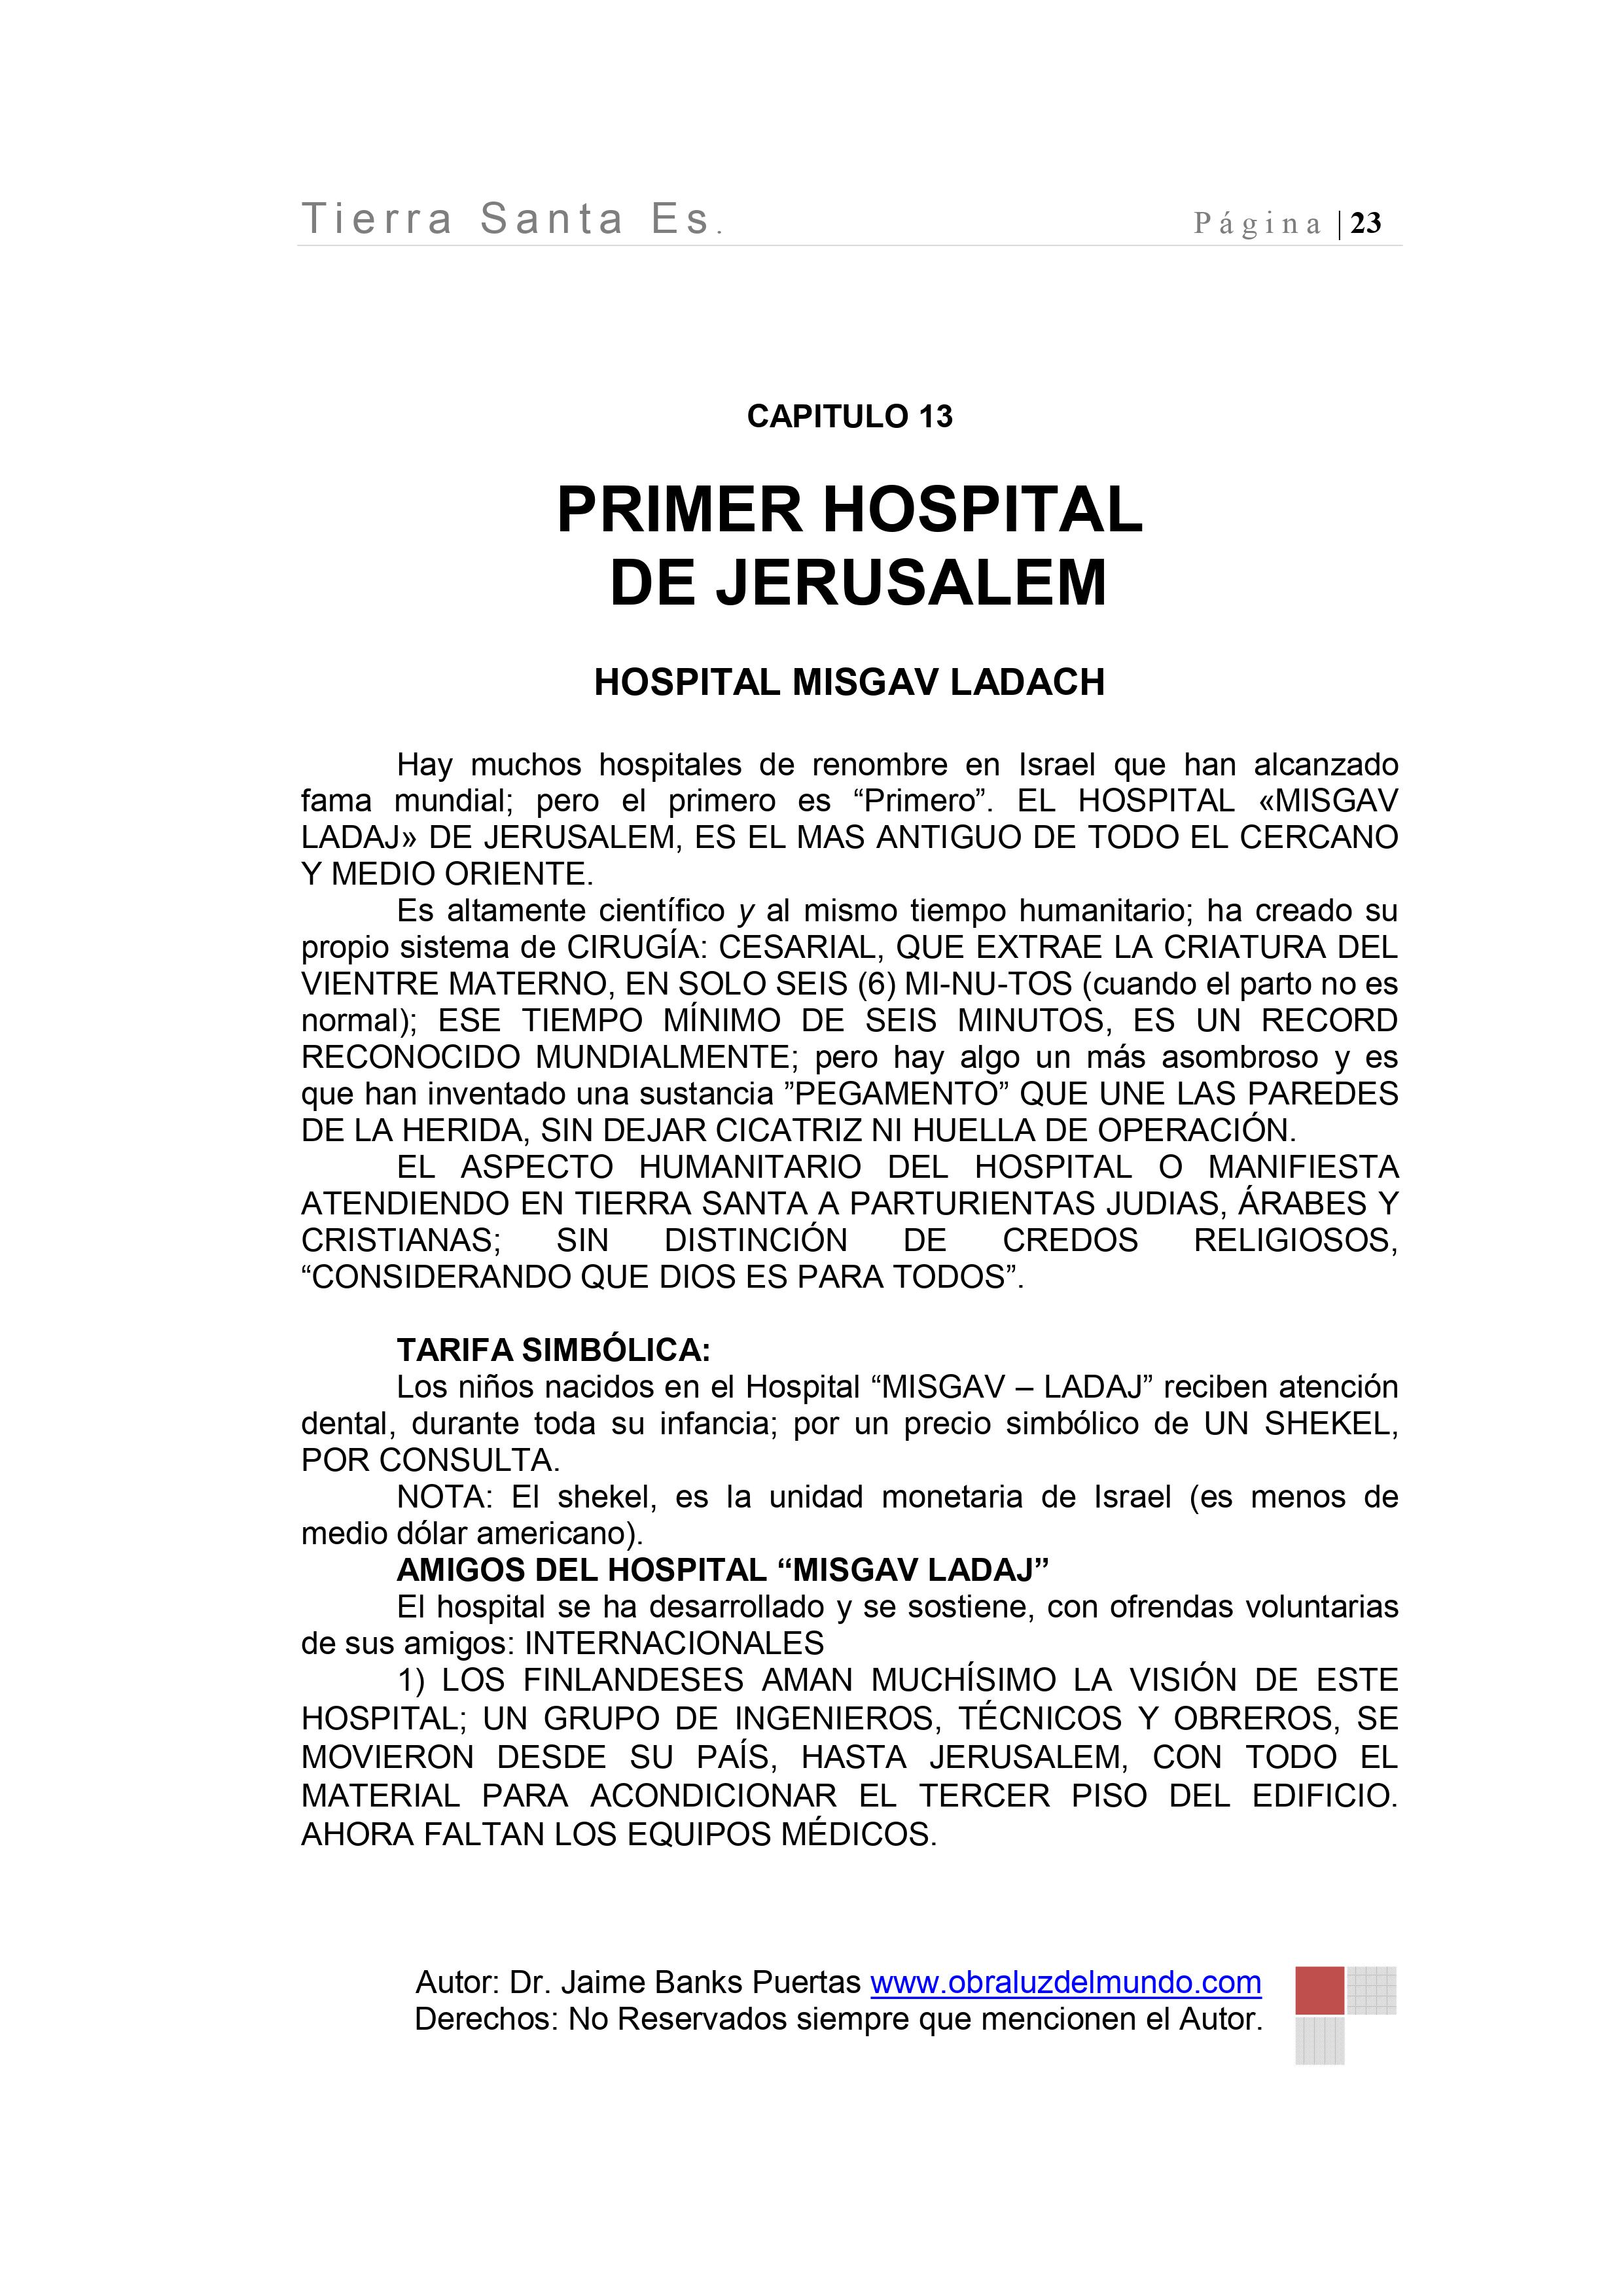 Tierra Santa Es. Página | 23
CAPITULO 13
PRIMER HOSPITAL
DE JERUSALEM
HOSPITAL MISGAV LADACH
Hay muchos hospitales de renombre en Israel que han alcanzado
fama mundial; pero el primero es “Primero”. EL HOSPITAL «MISGAV
LADAJ» DE JERUSALEM, ES EL MAS ANTIGUO DE TODO EL CERCANO
Y MEDIO ORIENTE.
Es altamente científico y al mismo tiempo humanitario; ha creado su
propio sistema de CIRUGÍA: CESARIAL, QUE EXTRAE LA CRIATURA DEL
VIENTRE MATERNO, EN SOLO SEIS (6) MI-NU-TOS (cuando el parto no es
normal); ESE TIEMPO MÍNIMO DE SEIS MINUTOS, ES UN RECORD
RECONOCIDO MUNDIALMENTE; pero hay algo un más asombroso y es
que han inventado una sustancia ”PEGAMENTO” QUE UNE LAS PAREDES
DE LA HERIDA, SIN DEJAR CICATRIZ NI HUELLA DE OPERACIÓN.
EL ASPECTO HUMANITARIO DEL HOSPITAL O MANIFIESTA
ATENDIENDO EN TIERRA SANTA A PARTURIENTAS JUDIAS, ÁRABES Y
CRISTIANAS; SIN DISTINCIÓN DE CREDOS RELIGIOSOS,
“CONSIDERANDO QUE DIOS ES PARA TODOS”.
TARIFA SIMBÓLICA:
Los niños nacidos en el Hospital “MISGAV – LADAJ” reciben atención
dental, durante toda su infancia; por un precio simbólico de UN SHEKEL,
POR CONSULTA.
NOTA: El shekel, es la unidad monetaria de Israel (es menos de
medio dólar americano).
AMIGOS DEL HOSPITAL “MISGAV LADAJ”
El hospital se ha desarrollado y se sostiene, con ofrendas voluntarias
de sus amigos: INTERNACIONALES
1) LOS FINLANDESES AMAN MUCHÍSIMO LA VISIÓN DE ESTE
HOSPITAL; UN GRUPO DE INGENIEROS, TÉCNICOS Y OBREROS, SE
MOVIERON DESDE SU PAÍS, HASTA JERUSALEM, CON TODO EL
MATERIAL PARA ACONDICIONAR EL TERCER PISO DEL EDIFICIO.
AHORA FALTAN LOS EQUIPOS MÉDICOS.
Autor: Dr. Jaime Banks Puertas www.obraluzdelmundo.com
Derechos: No Reservados siempre que mencionen el Autor.